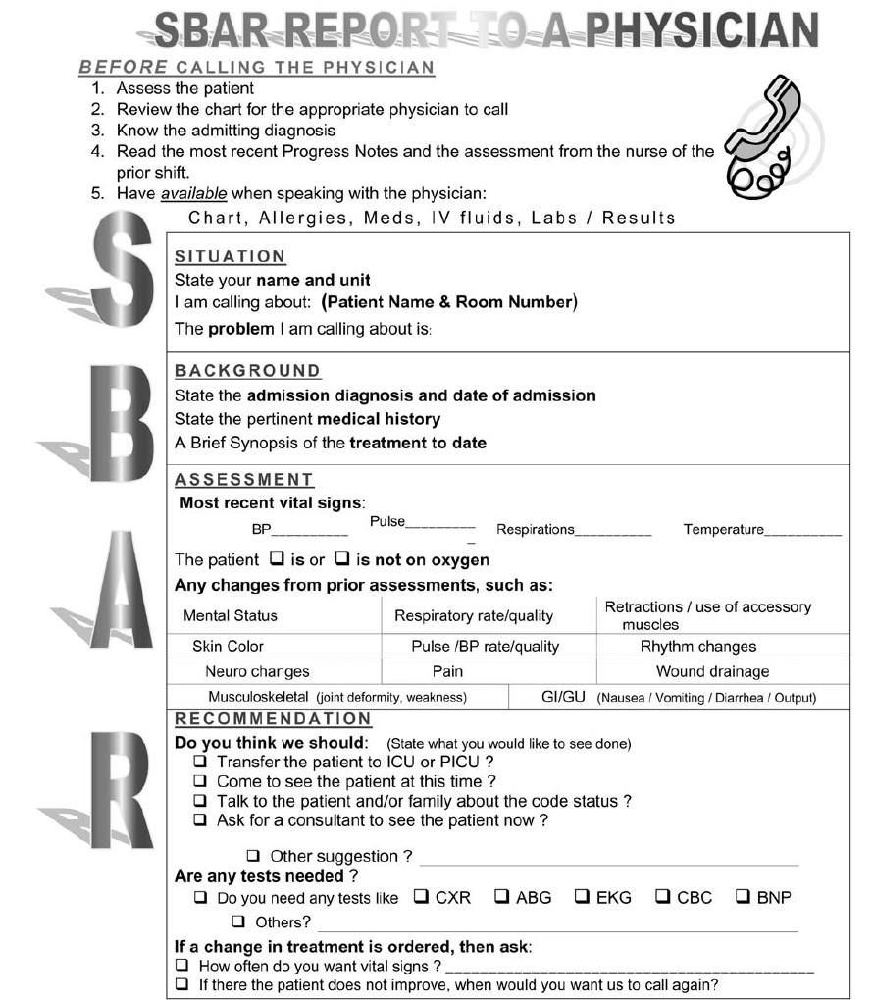 SBAR REPORT TO A PHYSICIAN
BEFORE CALLING THE PHYSICIAN
1. Assess the patient
2. Review the chart for the appropriate physician to call
3. Know the admitting diagnosis
4. Read the most recent Progress Notes and the assessment from the nurse of the
prior shift.
5. Have available when speaking with the physician:
Chart, Allergies, Meds, IV fluids, Labs / Results
S
SITUATION
State your name and unit
I am calling about: (Patient Name & Room Number)
The problem I am calling about is:
B
BACKGROUND
State the admission diagnosis and date of admission
State the pertinent medical history
A Brief Synopsis of the treatment to date
A
ASSESSMENT
Most recent vital signs:
BP__________ Pulse__________ Respirations__________ Temperature__________
The patient ❑ is or ❑ is not on oxygen
Any changes from prior assessments, such as:
Mental Status Respiratory rate/quality Retractions / use of accessory
muscles
Skin Color Pulse /BP rate/quality Rhythm changes
Neuro changes Pain Wound drainage
Musculoskeletal (joint deformity, weakness) GI/GU (Nausea / Vomiting / Diarrhea / Output)
R
RECOMMENDATION
Do you think we should: (State what you would like to see done)
❑ Transfer the patient to ICU or PICU ?
❑ Come to see the patient at this time ?
❑ Talk to the patient and/or family about the code status ?
❑ Ask for a consultant to see the patient now ?
❑ Other suggestion ? ____________________
Are any tests needed ?
❑ Do you need any tests like ❑ CXR ❑ ABG ❑ EKG ❑ CBC ❑ BNP
❑ Others? ____________________
If a change in treatment is ordered, then ask:
❑ How often do you want vital signs ? ____________________
❑ If there the patient does not improve, when would you want us to call again?